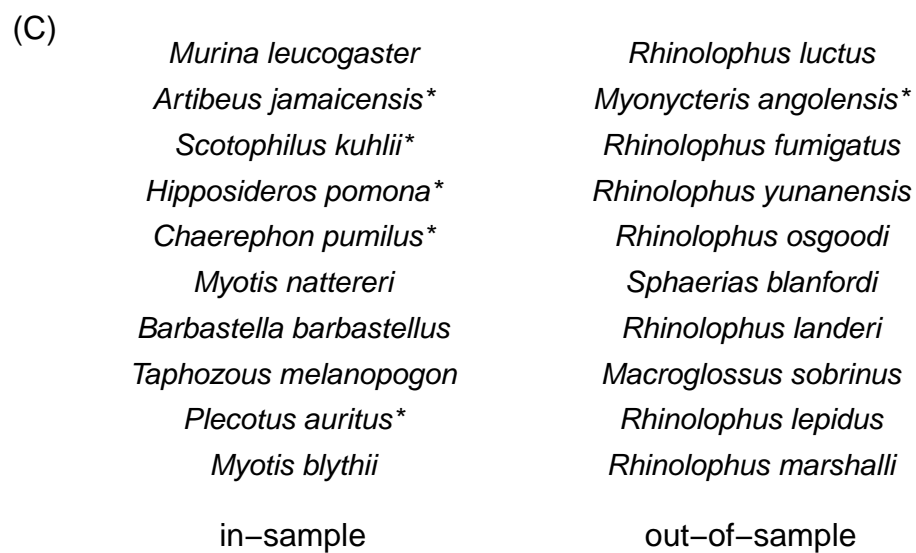 (C)
Murina leucogaster Rhinolophus luctus
Artibeus jamaicensis* Myonycteris angolensis*
Scotophilus kuhlii* Rhinolophus fumigatus
Hipposideros pomona* Rhinolophus yunanensis
Chaerephon pumilus* Rhinolophus osgoodi
Myotis nattereri Sphaerias blanfordi
Barbastella barbastellus Rhinolophus landeri
Taphozous melanopogon Macroglossus sobrinus
Plecotus auritus* Rhinolophus lepidus
Myotis blythii Rhinolophus marshalli
in−sample out−of−sample